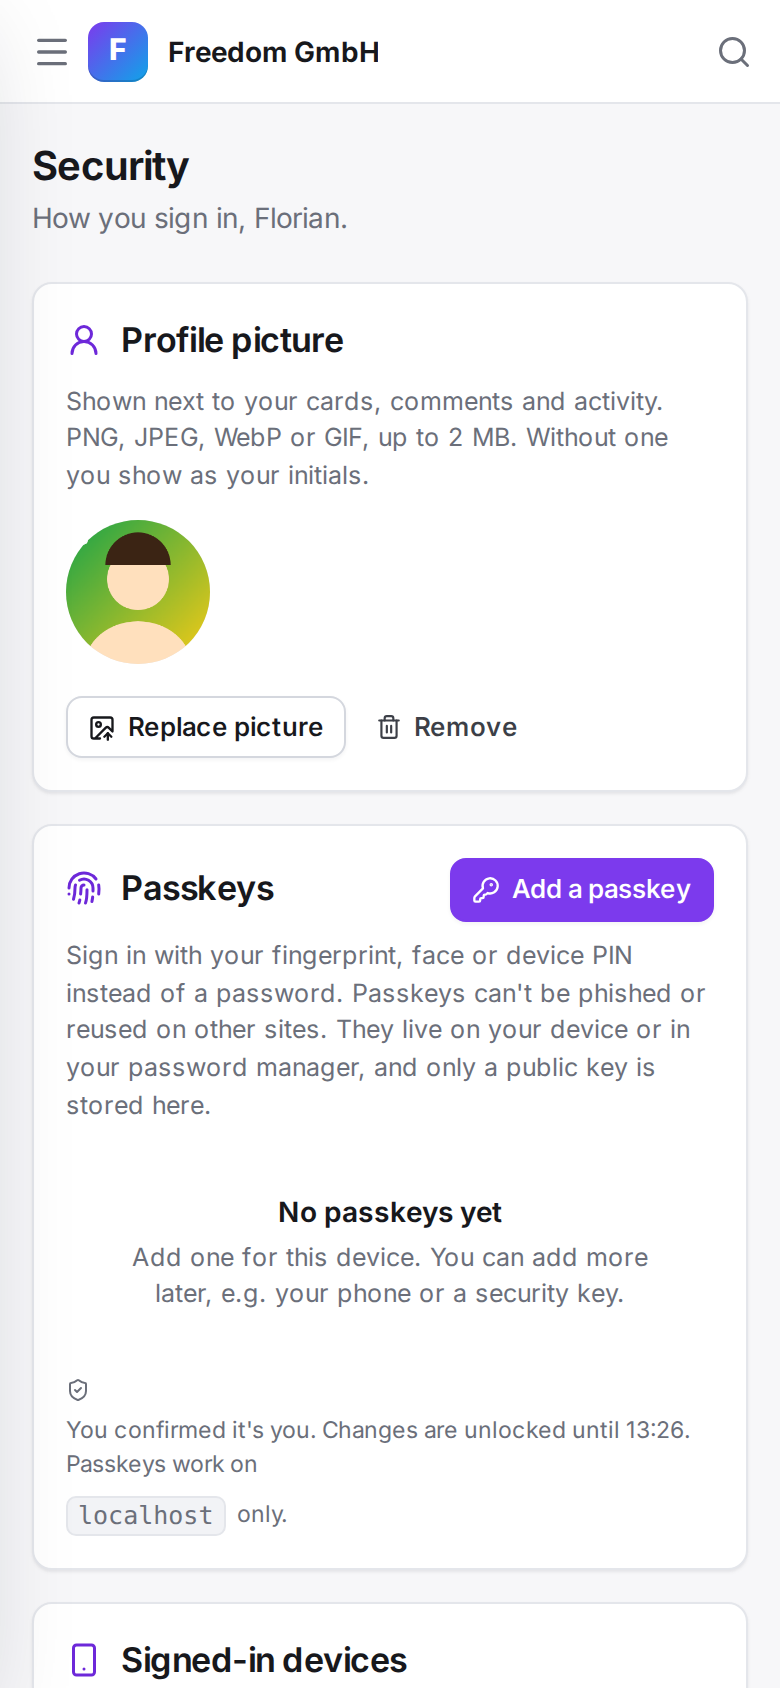 F
Freedom GmbH
Security
How you sign in, Florian.
Profile picture
Shown next to your cards, comments and activity.
PNG, JPEG, WebP or GIF, up to 2 MB. Without one
you show as your initials.
Replace picture
Remove
Passkeys
Add a passkey
Sign in with your fingerprint, face or device PIN
instead of a password. Passkeys can't be phished or
reused on other sites. They live on your device or in
your password manager, and only a public key is
stored here.
No passkeys yet
Add one for this device. You can add more
later, e.g. your phone or a security key.
You confirmed it's you. Changes are unlocked until 13:26.
Passkeys work on
localhost only.
Signed-in devices